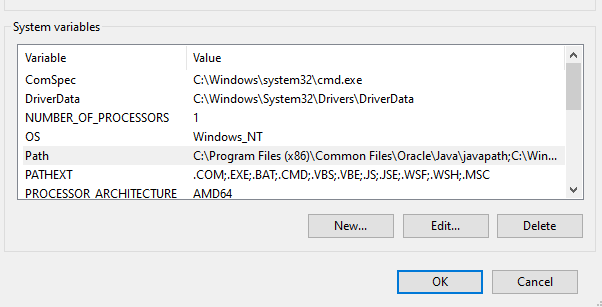 System variables
Variable Value
ComSpec C:\Windows\system32\cmd.exe
DriverData C:\Windows\System32\Drivers\DriverData
NUMBER_OF_PROCESSORS 1
OS Windows_NT
Path C:\Program Files (x86)\Common Files\Oracle\Java\javapath;C:\Win...
PATHEXT .COM;.EXE;.BAT;.CMD;.VBS;.VBE;.JS;.JSE;.WSF;.WSH;.MSC
PROCESSOR_ARCHITECTURE AMD64
New... Edit... Delete
OK Cancel